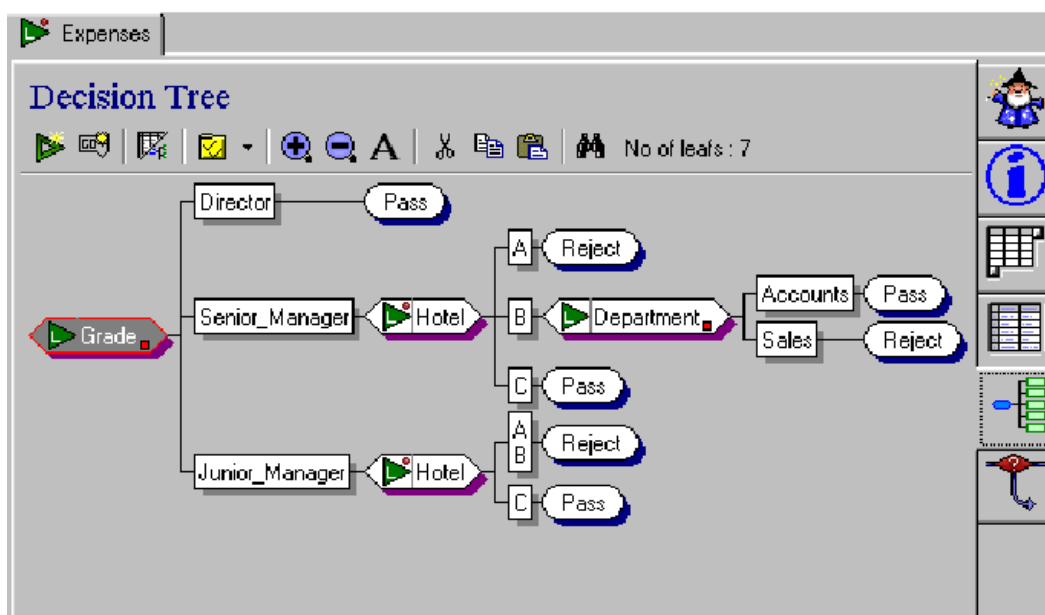 Expenses
Decision Tree
GO
A
No of leafs : 7
Director
Pass
A
Reject
Grade
Senior_Manager
Hotel
B
Department
Accounts
Pass
Sales
Reject
C
Pass
Junior_Manager
Hotel
A
B
Reject
C
Pass